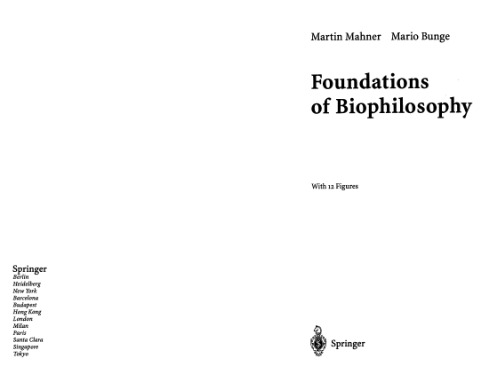 Martin Mahner Mario Bunge
Foundations
of Biophilosophy
With 12 Figures
Springer
Berlin
Heidelberg
New York
Barcelona
Budapest
Hong Kong
London
Milan
Paris
Santa Clara
Singapore
Tokyo
Springer